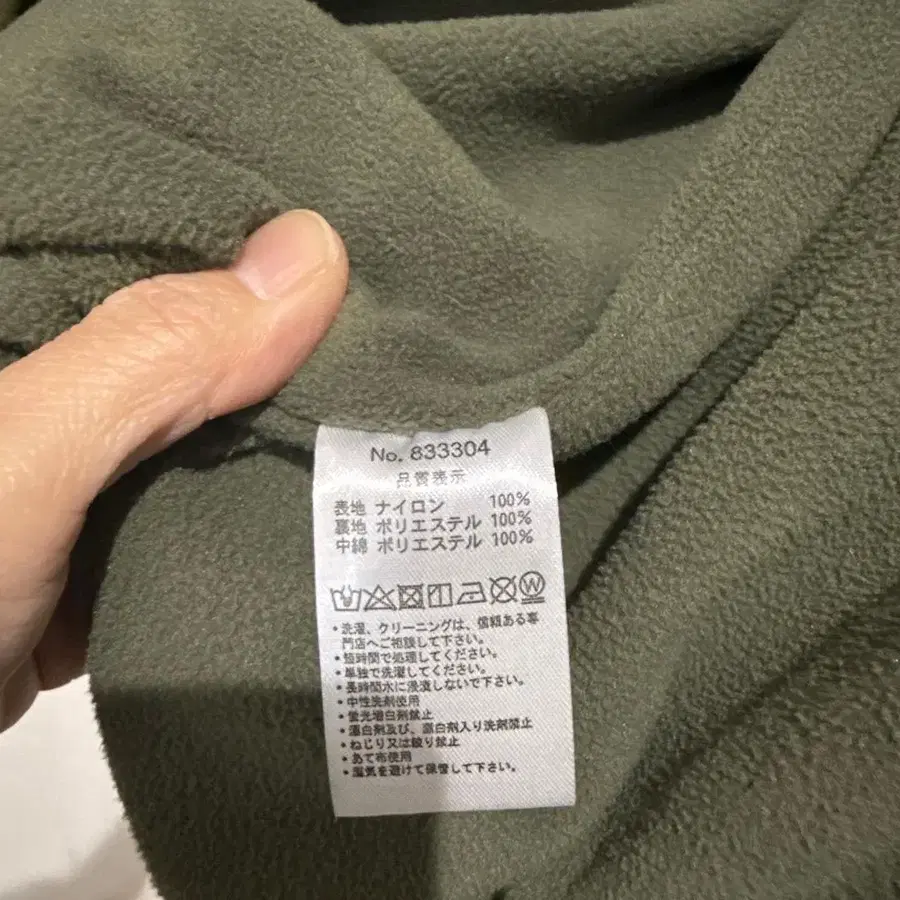 No. 833304
品質表示
表地 ナイロン 100%
裏地 ポリエステル 100%
中綿 ポリエステル 100%
・洗濯、クリーニングは、信頼ある専
門店へご相談して下さい。
・短時間で処理してください。
・単独で洗濯してください。
・長時間水に浸漬しないで下さい。
・中性洗剤使用
・蛍光増白剤禁止
・漂白剤及び、漂白剤入り洗剤禁止
・ねじり又は絞り禁止
・あて布使用
・湿気を避けて保管して下さい。